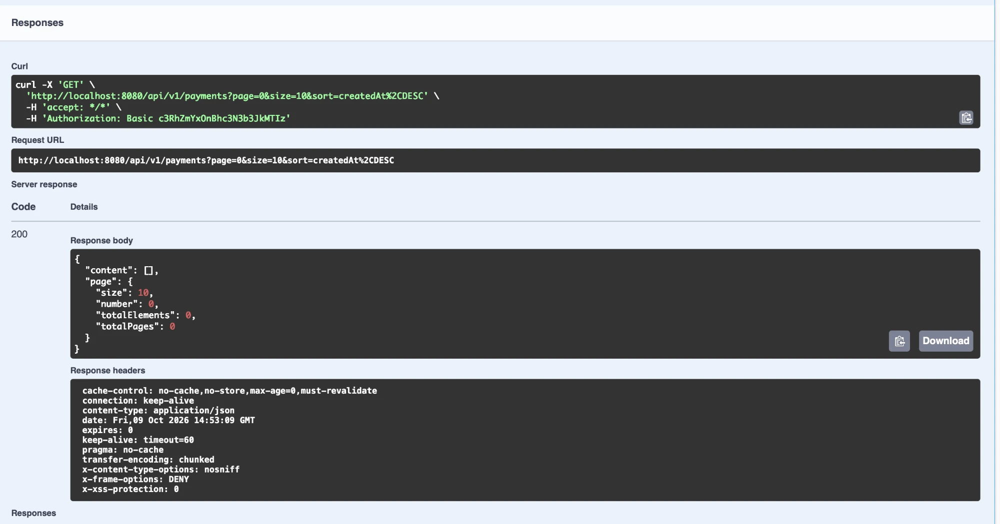 Responses
Curl
curl -X 'GET' \
  'http://localhost:8080/api/v1/payments?page=0&size=10&sort=createdAt%2CDESC' \
  -H 'accept: */*' \
  -H 'Authorization: Basic c3RhZmYxOnBhc3N3b3JkMTIz'
Request URL
http://localhost:8080/api/v1/payments?page=0&size=10&sort=createdAt%2CDESC
Server response
Code Details
200
Response body
{
  "content": [],
  "page": {
    "size": 10,
    "number": 0,
    "totalElements": 0,
    "totalPages": 0
  }
}
Download
Response headers
cache-control: no-cache,no-store,max-age=0,must-revalidate
connection: keep-alive
content-type: application/json
date: Fri,09 Oct 2026 14:53:09 GMT
expires: 0
keep-alive: timeout=60
pragma: no-cache
transfer-encoding: chunked
x-content-type-options: nosniff
x-frame-options: DENY
x-xss-protection: 0
Responses